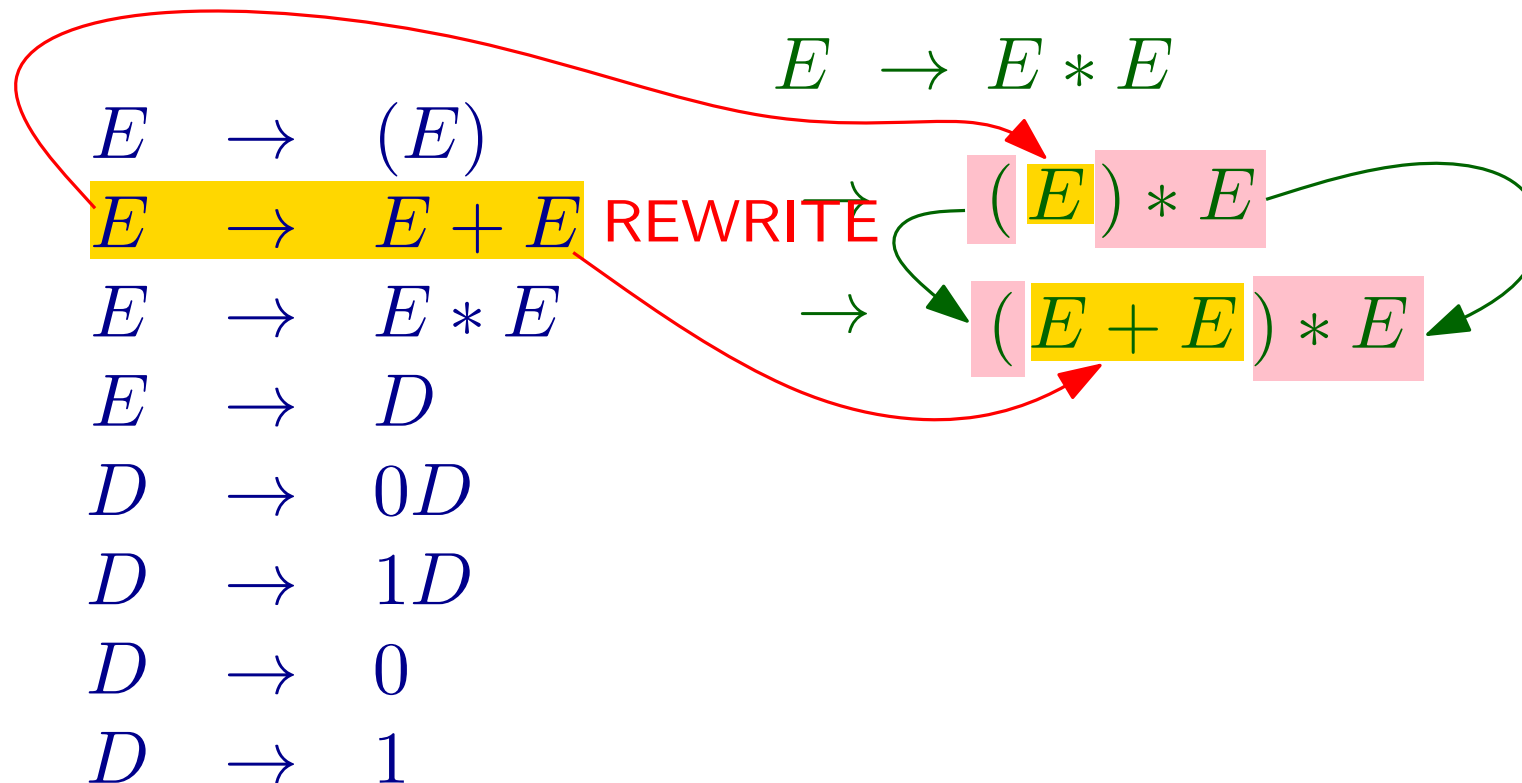 E → E ∗ E
E → (E)
→ (E) ∗ E
E → E + E REWRITE
E → E ∗ E
→ (E + E) ∗ E
E → D
D → 0D
D → 1D
D → 0
D → 1